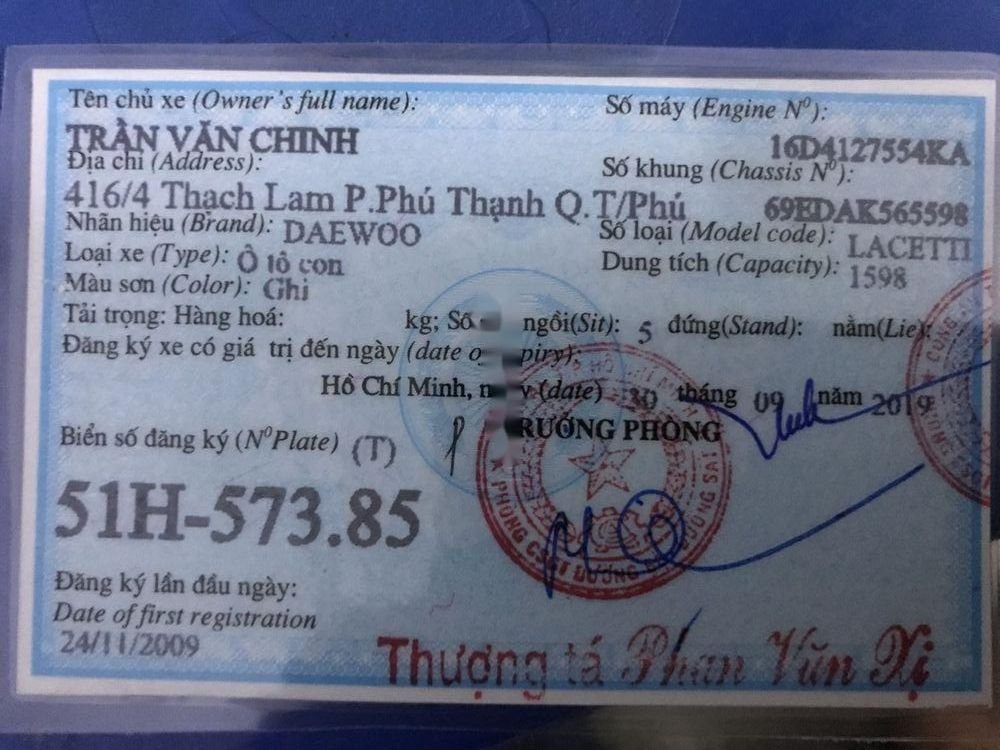 Tên chủ xe (Owner's full name):
TRẦN VĂN CHINH
Địa chỉ (Address):
416/4 Thạch Lam P.Phú Thạnh Q.T/Phú
Nhãn hiệu (Brand): DAEWOO
Loại xe (Type): Ô tô con
Màu sơn (Color): Ghi
Số máy (Engine Nº):
16D4127554KA
Số khung (Chassis Nº):
69EDAK565598
Số loại (Model code): LACETTI
Dung tích (Capacity): 1598
Tải trọng: Hàng hoá: kg; Số ngồi(Sit): 5 đứng(Stand): nằm(Lie):
Đăng ký xe có giá trị đến ngày (date piry):
Hồ Chí Minh, (date) 30 tháng 09 năm 2019
RƯỞNG PHÒNG
Biển số đăng ký (NºPlate) (T)
51H-573.85
Đăng ký lần đầu ngày:
Date of first registration
24/11/2009
Thượng tá Phan Văn Xị